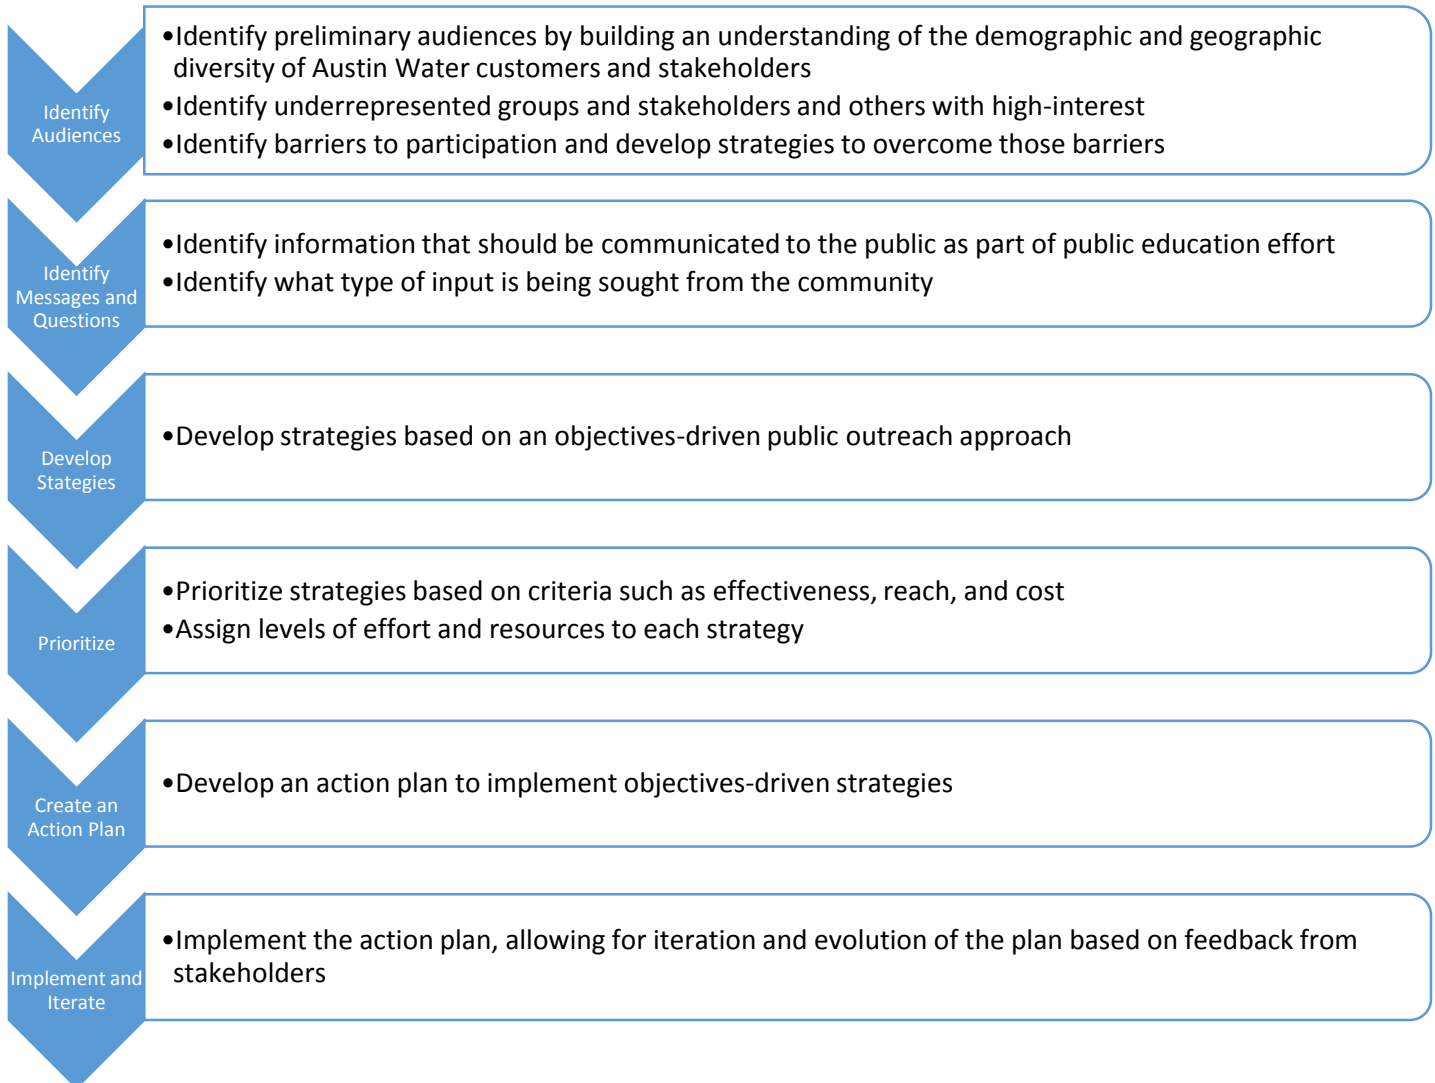 Identify
Audiences
•Identify preliminary audiences by building an understanding of the demographic and geographic
diversity of Austin Water customers and stakeholders
•Identify underrepresented groups and stakeholders and others with high-interest
•Identify barriers to participation and develop strategies to overcome those barriers
Identify
Messages and
Questions
•Identify information that should be communicated to the public as part of public education effort
•Identify what type of input is being sought from the community
Develop
Stategies
•Develop strategies based on an objectives-driven public outreach approach
Prioritize
•Prioritize strategies based on criteria such as effectiveness, reach, and cost
•Assign levels of effort and resources to each strategy
Create an
Action Plan
•Develop an action plan to implement objectives-driven strategies
Implement and
Iterate
•Implement the action plan, allowing for iteration and evolution of the plan based on feedback from
stakeholders